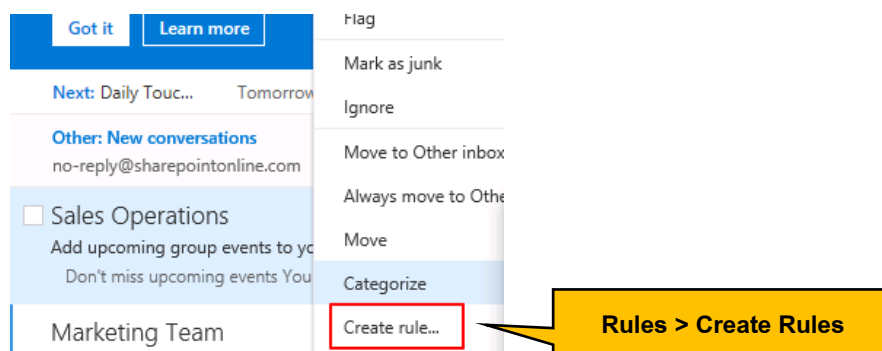 Got it
Learn more
Next: Daily Touc...
Tomorrow
Other: New conversations
no-reply@sharepointonline.com
Sales Operations
Add upcoming group events to yo
Don't miss upcoming events You
Marketing Team
Flag
Mark as junk
Ignore
Move to Other inbox
Always move to Othe
Move
Categorize
Create rule...
Rules > Create Rules